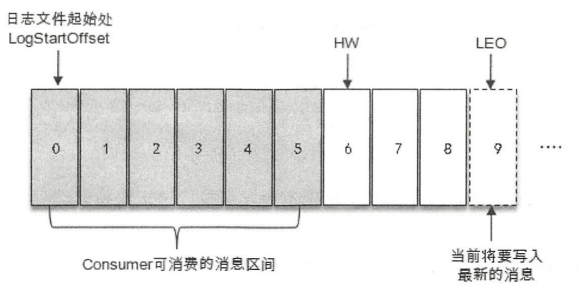 日志文件起始处
LogStartOffset
HW
LEO
0 1 2 3 4 5 6 7 8 9 ....
Consumer可消费的消息区间
当前将要写入
最新的消息